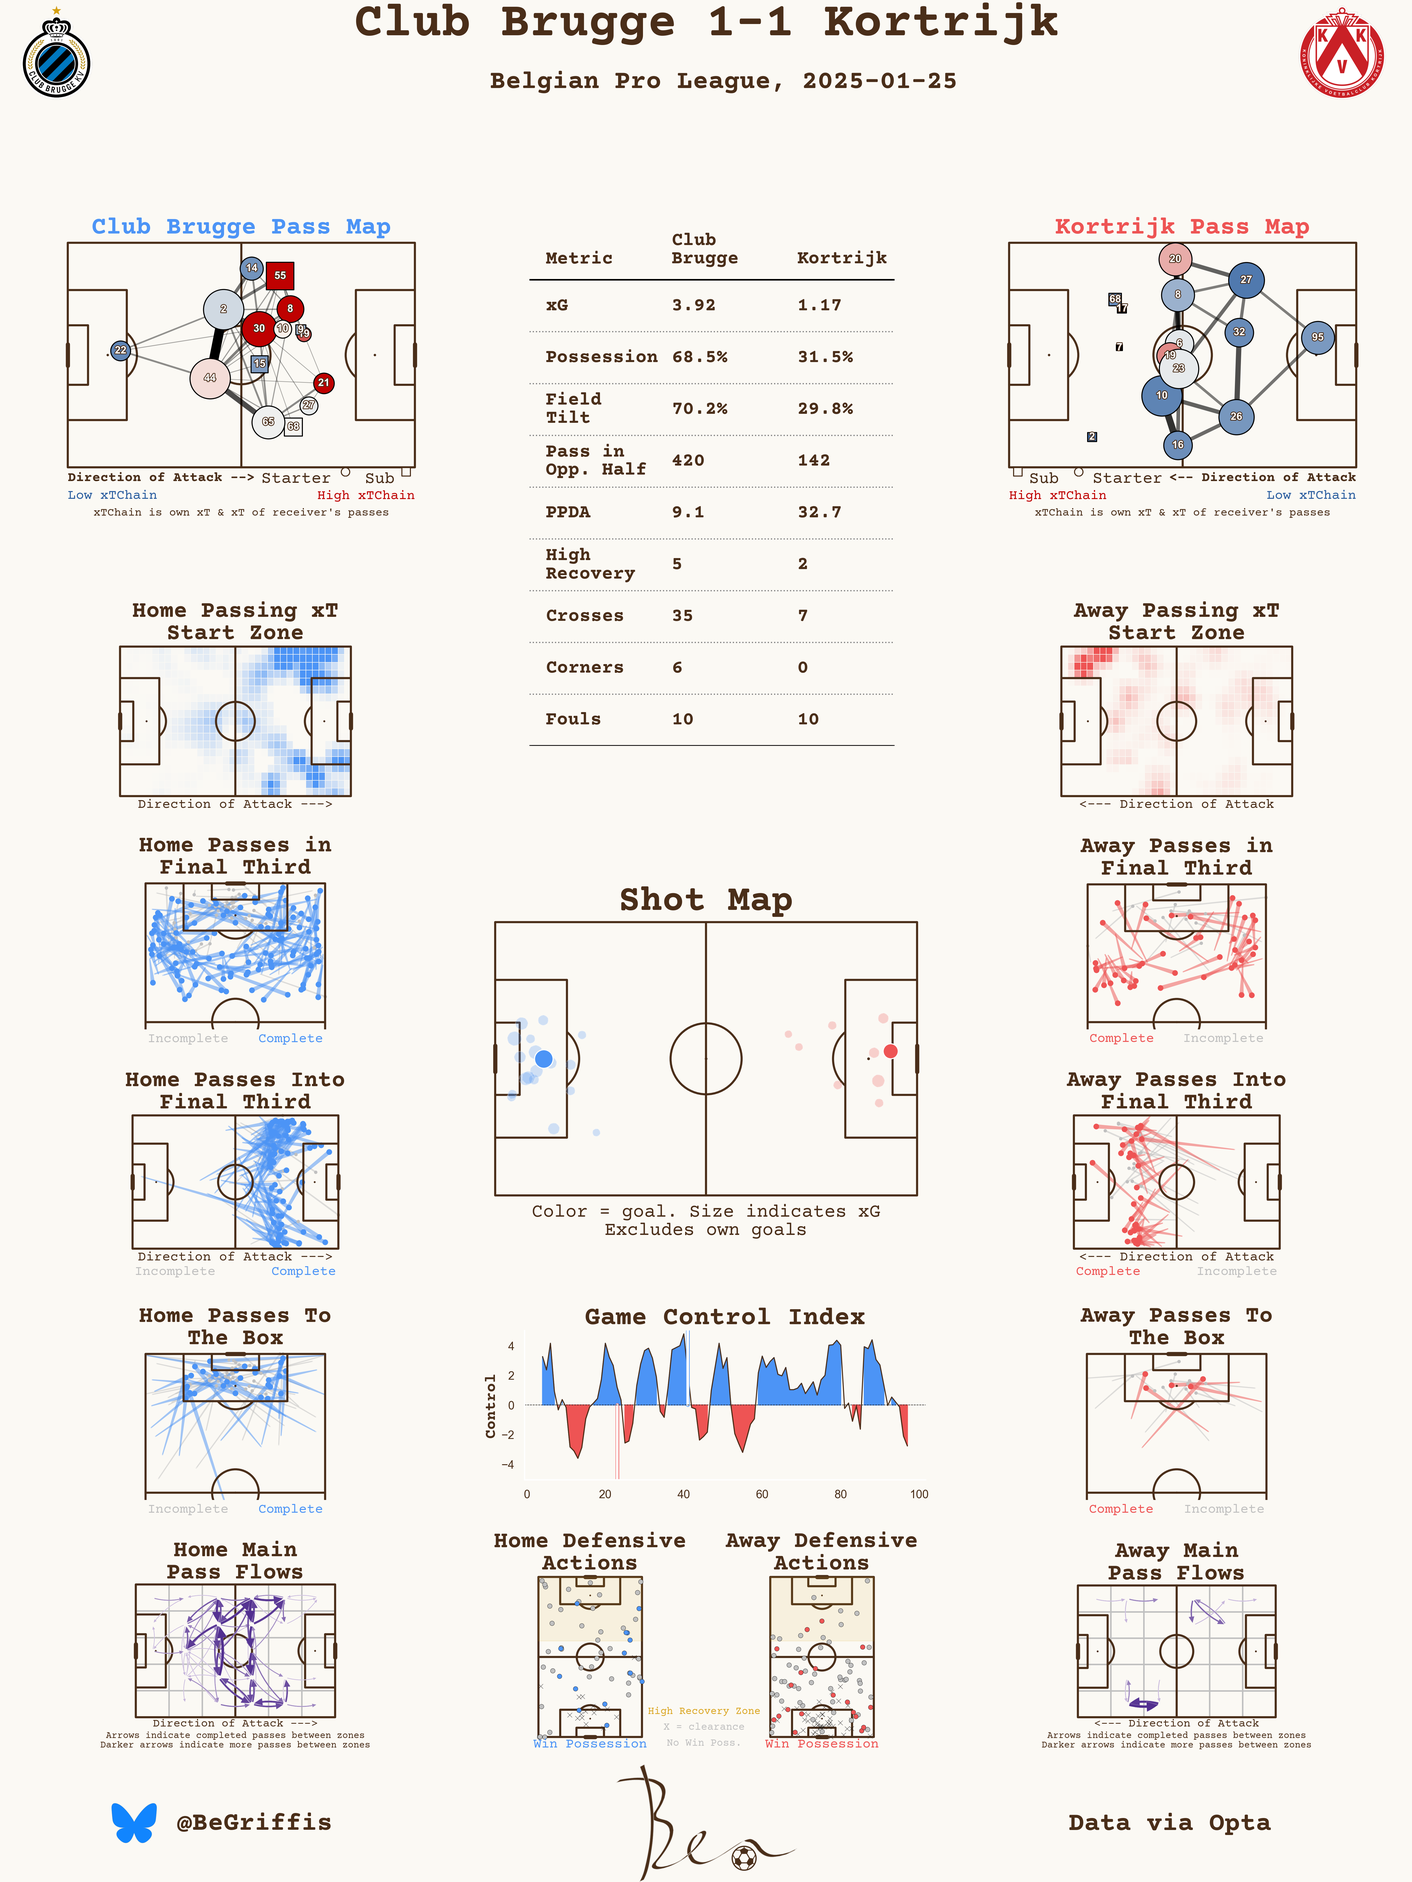 Club Brugge 1-1 Kortrijk
Belgian Pro League, 2025-01-25
CLUB BRUGGE KV
K K
V
Club Brugge Pass Map
14
55
2
8
30
10
9
19
22
15
44
21
27
65
68
Direction of Attack --> Starter Sub
Low xTChain High xTChain
xTChain is own xT & xT of receiver's passes
Metric Club Brugge Kortrijk
xG 3.92 1.17
Possession 68.5% 31.5%
Field Tilt 70.2% 29.8%
Pass in Opp. Half 420 142
PPDA 9.1 32.7
High Recovery 5 2
Crosses 35 7
Corners 6 0
Fouls 10 10
Kortrijk Pass Map
20
27
8
68
17
32
95
6
7
19
23
10
26
2
16
Sub Starter <-- Direction of Attack
High xTChain Low xTChain
xTChain is own xT & xT of receiver's passes
Home Passing xT
Start Zone
Direction of Attack --->
Away Passing xT
Start Zone
<--- Direction of Attack
Home Passes in
Final Third
Incomplete Complete
Away Passes in
Final Third
Complete Incomplete
Shot Map
Color = goal. Size indicates xG
Excludes own goals
Home Passes Into
Final Third
Direction of Attack --->
Incomplete Complete
Away Passes Into
Final Third
<--- Direction of Attack
Complete Incomplete
Home Passes To
The Box
Incomplete Complete
Game Control Index
Control
4
2
0
−2
−4
0 20 40 60 80 100
Away Passes To
The Box
Complete Incomplete
Home Main
Pass Flows
Direction of Attack --->
Arrows indicate completed passes between zones
Darker arrows indicate more passes between zones
Home Defensive
Actions
Win Possession
High Recovery Zone
X = clearance
No Win Poss.
Away Defensive
Actions
Win Possession
Away Main
Pass Flows
<--- Direction of Attack
Arrows indicate completed passes between zones
Darker arrows indicate more passes between zones
@BeGriffis
Ben
Data via Opta